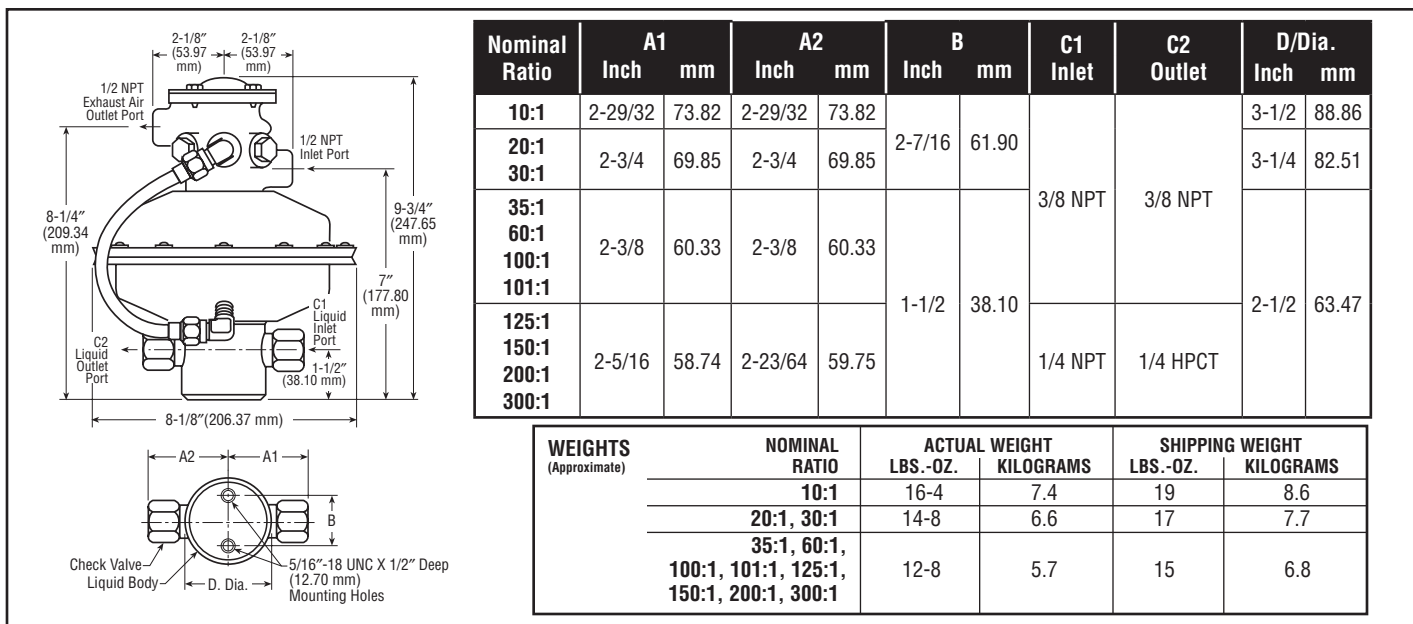 2-1/8″ (53.97 mm)
2-1/8″ (53.97 mm)
1/2 NPT
Exhaust Air
Outlet Port
1/2 NPT
Inlet Port
8-1/4″
(209.34
mm)
9-3/4″
(247.65
mm)
7″
(177.80
mm)
C1
Liquid
Inlet
Port
C2
Liquid
Outlet
Port
1-1/2″
(38.10 mm)
8-1/8″(206.37 mm)
A2 A1
B
Check Valve
Liquid Body
D. Dia.
5/16″-18 UNC X 1/2″ Deep
(12.70 mm)
Mounting Holes
Nominal Ratio A1 A2 B C1 Inlet C2 Outlet D/Dia.
Inch mm Inch mm Inch mm Inch mm
10:1 2-29/32 73.82 2-29/32 73.82 2-7/16 61.90 3/8 NPT 3/8 NPT 3-1/2 88.86
20:1
30:1
2-3/4 69.85 2-3/4 69.85 3-1/4 82.51
35:1
60:1
100:1
101:1
2-3/8 60.33 2-3/8 60.33 1-1/2 38.10 2-1/2 63.47
125:1
150:1
200:1
300:1
2-5/16 58.74 2-23/64 59.75 1/4 NPT 1/4 HPCT
WEIGHTS
(Approximate)
NOMINAL RATIO ACTUAL WEIGHT SHIPPING WEIGHT
LBS.-OZ. KILOGRAMS LBS.-OZ. KILOGRAMS
10:1 16-4 7.4 19 8.6
20:1, 30:1 14-8 6.6 17 7.7
35:1, 60:1,
100:1, 101:1, 125:1,
150:1, 200:1, 300:1
12-8 5.7 15 6.8